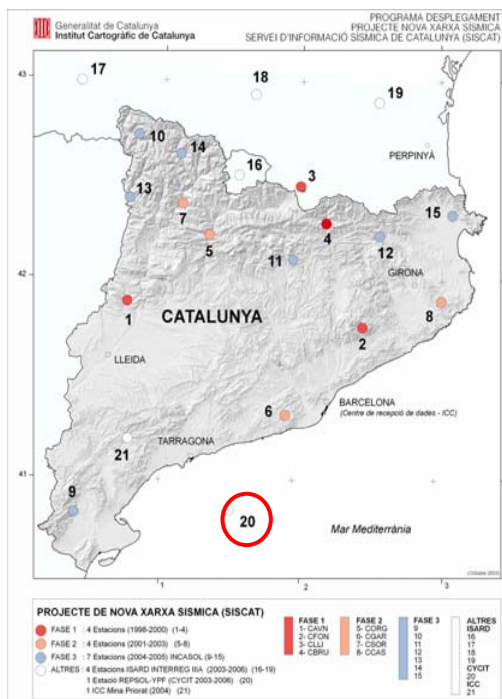 Generalitat de Catalunya
Institut Cartogràfic de Catalunya
PROGRAMA DESPLEGAMENT
PROJECTE NOVA XARXA SÍSMICA
SERVEI D'INFORMACIÓ SÍSMICA DE CATALUNYA (SISCAT)
43
17
18
19
10
14
PERPINYÀ
16
3
13
7
15
5
4
12
11
42
GIRONA
1
CATALUNYA
8
2
LLEIDA
6
BARCELONA
(Centre de recepció de dades - ICC)
21
TARRAGONA
41
9
20
Mar Mediterrània
1
2
3
PROJECTE DE NOVA XARXA SISMICA (SISCAT)
FASE 1 : 4 Estacions (1998-2000) (1-4)
FASE 2 : 4 Estacions (2001-2003) (5-8)
FASE 3 : 7 Estacions (2004-2005) INCASOL (9-15)
ALTRES : 4 Estacions ISARD INTERREG IIIA (2003-2006) (16-19)
1 Estació REPSOL-YPF (CYCIT 2003-2006) (20)
1 ICC Mina Priorat (2004) (21)
FASE 1
1- CAVN
2- CFON
3- CLLI
4- CBRU
FASE 2
5- CORG
6- CGAR
7- CSOR
8- CCAS
FASE 3
9
10
11
12
13
14
15
ALTRES
ISARD
16
17
18
19
CYCIT
20
ICC
21